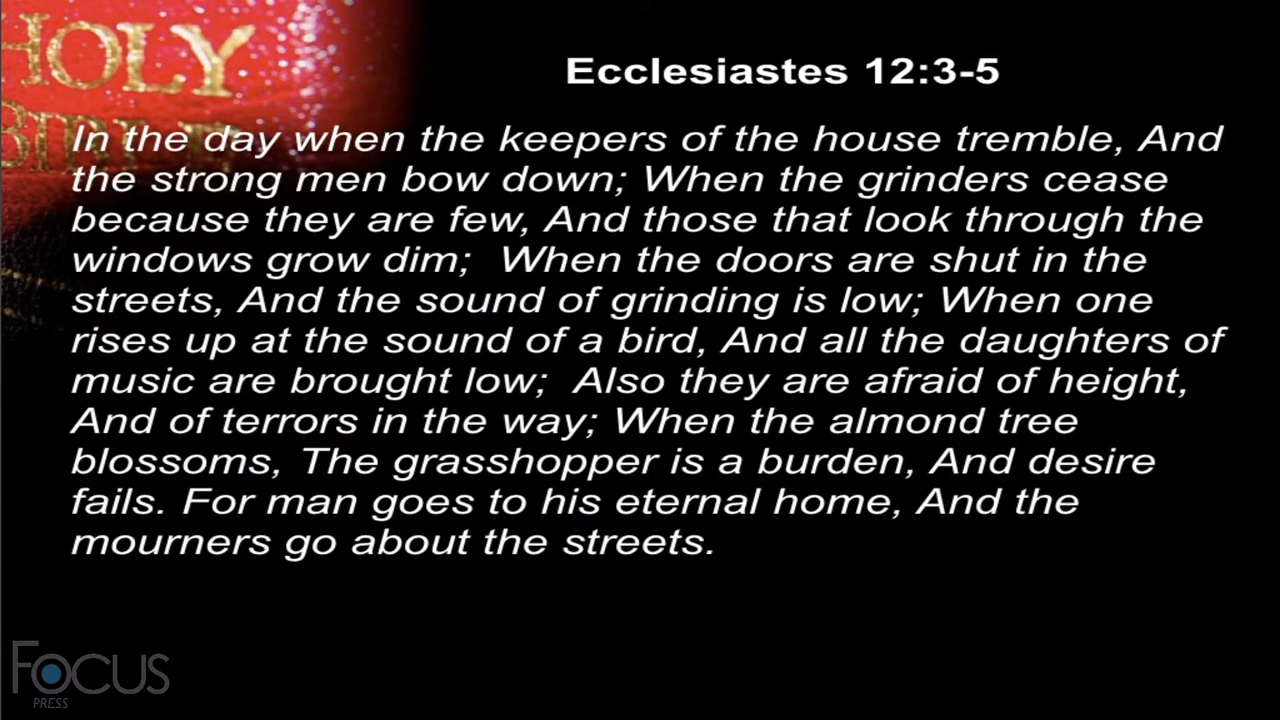 HOLY
BIBLE
Ecclesiastes 12:3-5
In the day when the keepers of the house tremble, And
the strong men bow down; When the grinders cease
because they are few, And those that look through the
windows grow dim;  When the doors are shut in the
streets, And the sound of grinding is low; When one
rises up at the sound of a bird, And all the daughters of
music are brought low;  Also they are afraid of height,
And of terrors in the way; When the almond tree
blossoms, The grasshopper is a burden, And desire
fails. For man goes to his eternal home, And the
mourners go about the streets.
FOCUS
PRESS